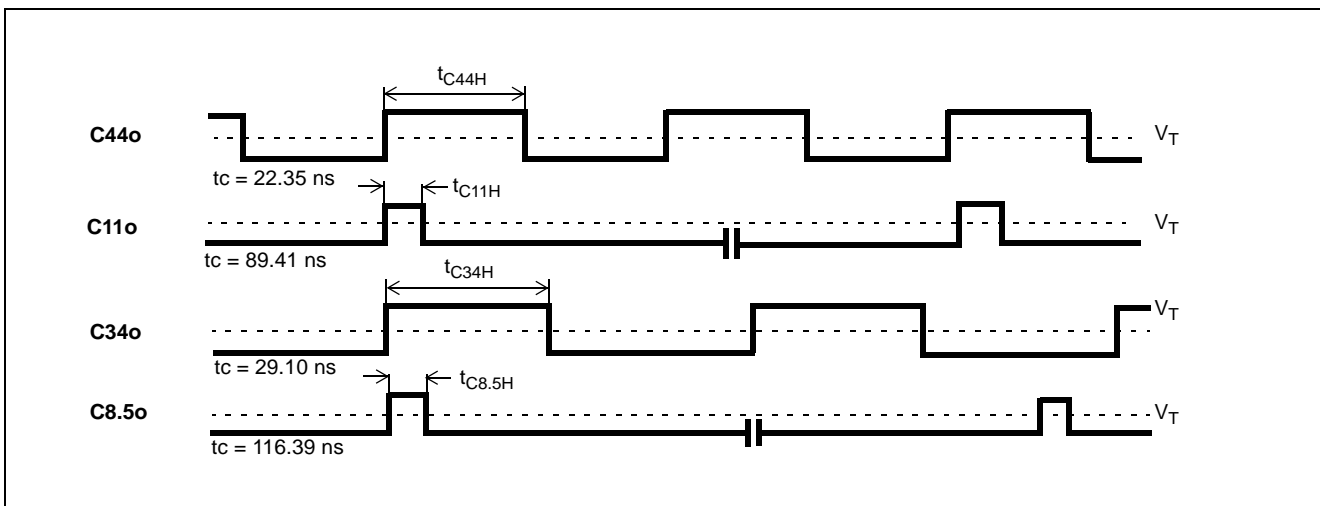 tC44H
C44o
VT
tc = 22.35 ns
tC11H
C11o
VT
tc = 89.41 ns
tC34H
VT
C34o
tc = 29.10 ns
tC8.5H
C8.5o
VT
tc = 116.39 ns